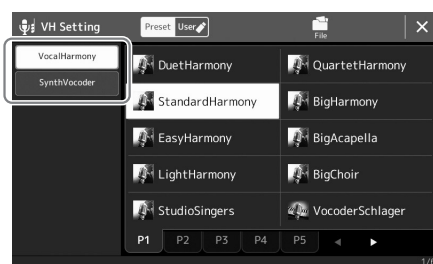 VH Setting
Preset User
File
VocalHarmony
SynthVocoder
DuetHarmony QuartetHarmony
StandardHarmony BigHarmony
EasyHarmony BigAcapella
LightHarmony BigChoir
StudioSingers VocoderSchlager
P1 P2 P3 P4 P5